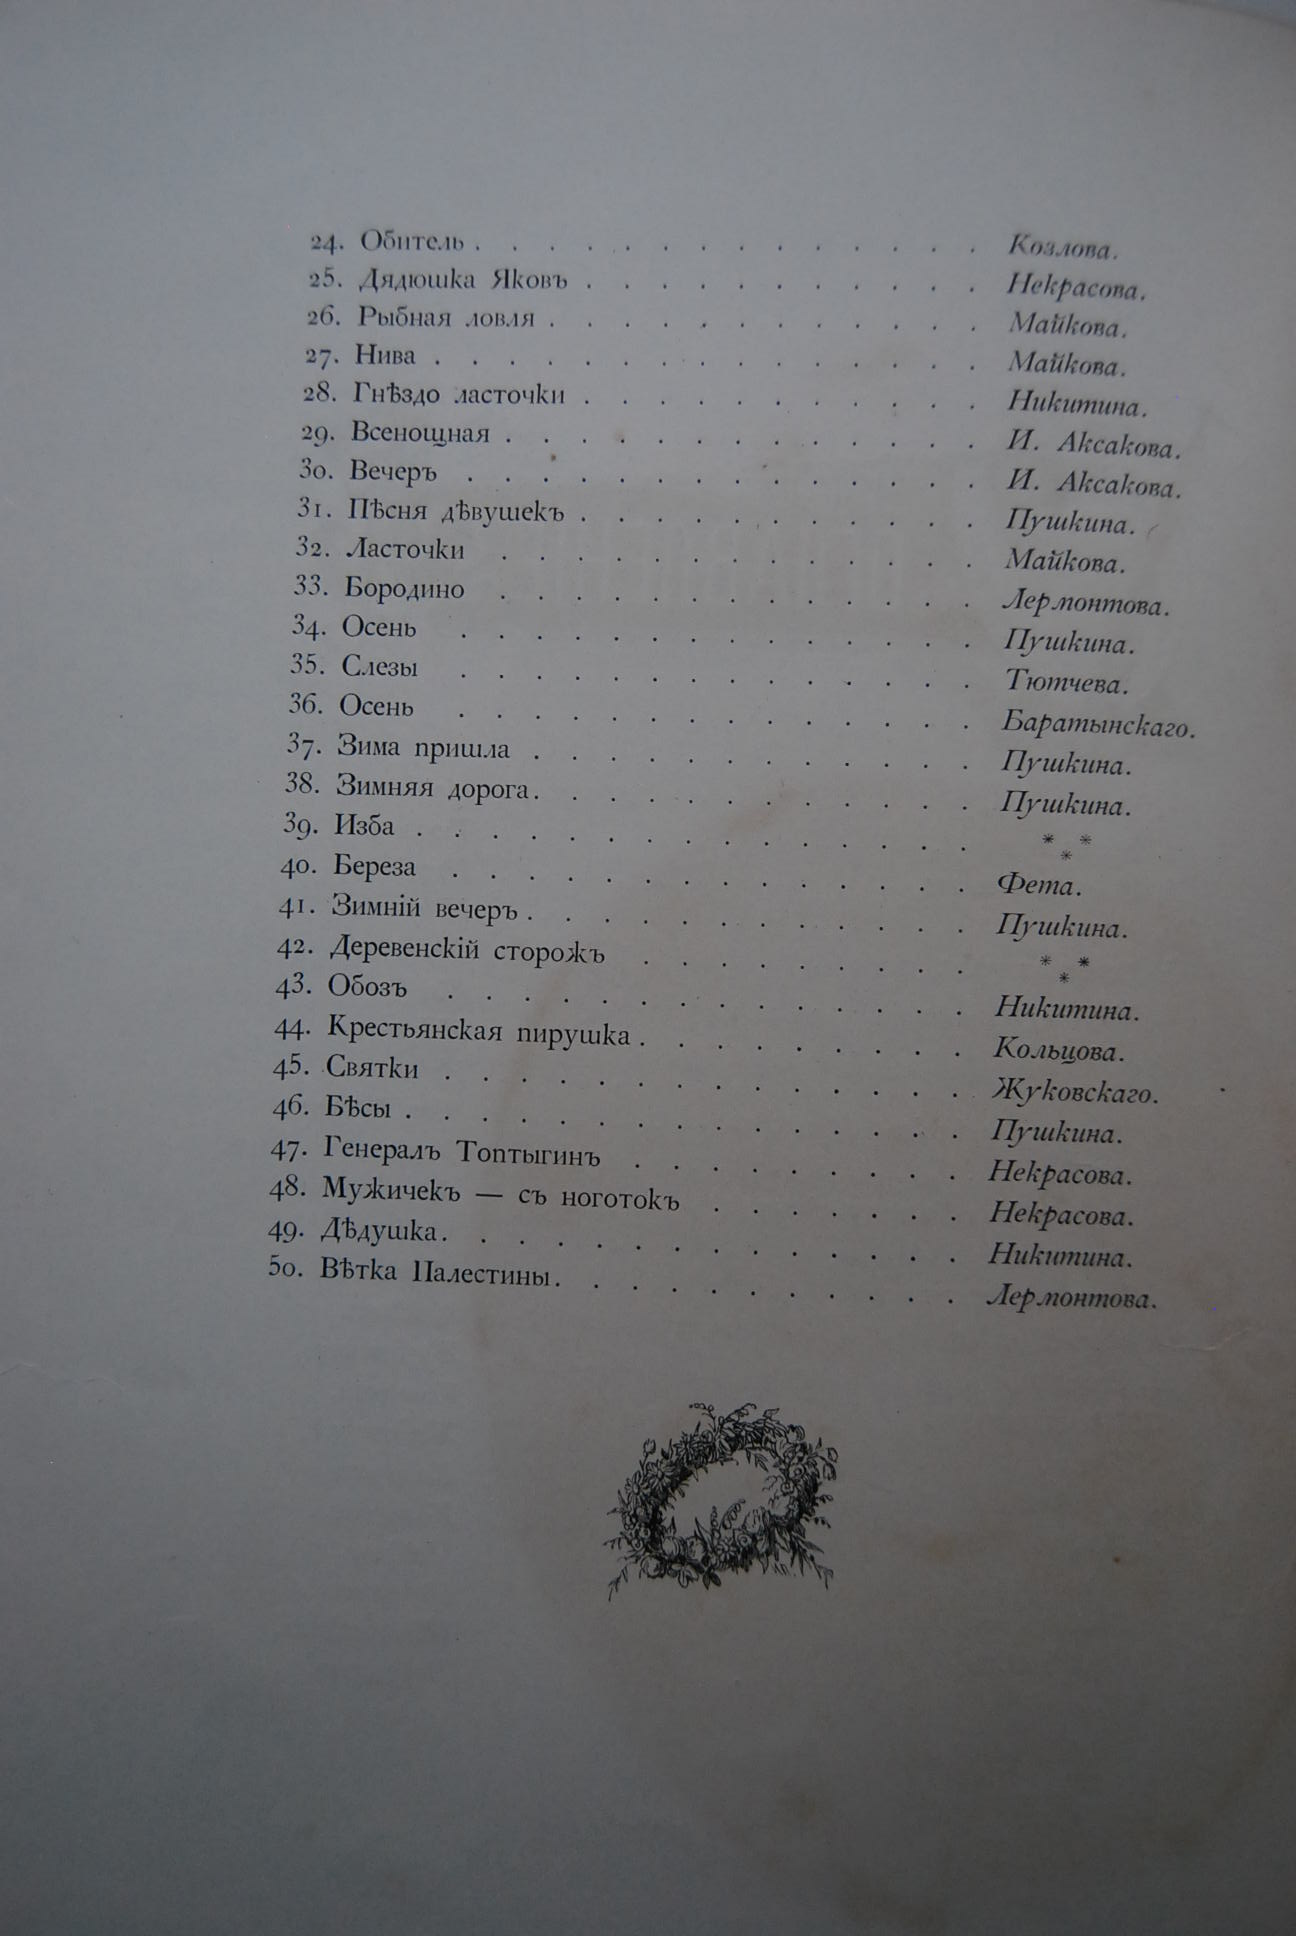 24. Обитель . . . . . . . . . . . . . . Козлова.
25. Дядюшка Яковъ . . . . . . . . . . . Некрасова.
26. Рыбная ловля . . . . . . . . . . . . Майкова.
27. Нива . . . . . . . . . . . . . . . Майкова.
28. Гнѣздо ласточки . . . . . . . . . . . Никитина.
29. Всенощная . . . . . . . . . . . . . И. Аксакова.
30. Вечеръ . . . . . . . . . . . . . . И. Аксакова.
31. Пѣсня дѣвушекъ . . . . . . . . . . . Пушкина.
32. Ласточки . . . . . . . . . . . . . Майкова.
33. Бородино . . . . . . . . . . . . . Лермонтова.
34. Осень . . . . . . . . . . . . . . Пушкина.
35. Слезы . . . . . . . . . . . . . . Тютчева.
36. Осень . . . . . . . . . . . . . . Баратынскаго.
37. Зима пришла . . . . . . . . . . . . Пушкина.
38. Зимняя дорога. . . . . . . . . . . . Пушкина.
39. Изба . . . . . . . . . . . . . . . * * *
40. Береза . . . . . . . . . . . . . . Фета.
41. Зимній вечеръ . . . . . . . . . . . . Пушкина.
42. Деревенскій сторожъ . . . . . . . . . * * *
43. Обозъ . . . . . . . . . . . . . . Никитина.
44. Крестьянская пирушка . . . . . . . . . Кольцова.
45. Святки . . . . . . . . . . . . . . Жуковскаго.
46. Бѣсы . . . . . . . . . . . . . . . Пушкина.
47. Генералъ Топтыгинъ . . . . . . . . . Некрасова.
48. Мужичекъ — съ ноготокъ . . . . . . . Некрасова.
49. Дѣдушка. . . . . . . . . . . . . . Никитина.
50. Вѣтка Палестины. . . . . . . . . . . Лермонтова.